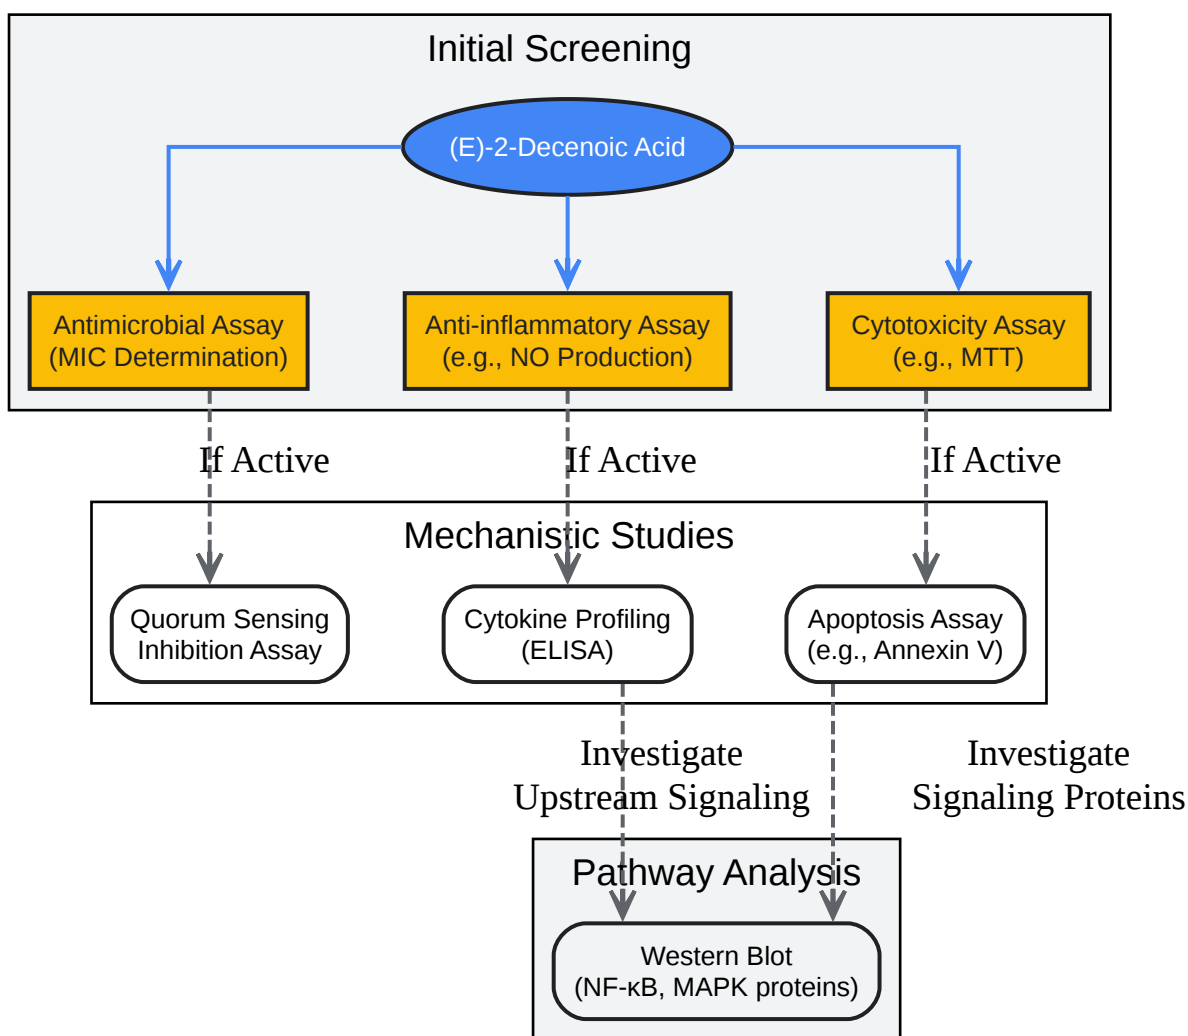 Initial Screening
(E)-2-Decenoic Acid
Antimicrobial Assay
(MIC Determination)
Anti-inflammatory Assay
(e.g., NO Production)
Cytotoxicity Assay
(e.g., MTT)
If Active
If Active
If Active
Mechanistic Studies
Quorum Sensing
Inhibition Assay
Cytokine Profiling
(ELISA)
Apoptosis Assay
(e.g., Annexin V)
Investigate
Upstream Signaling
Investigate
Signaling Proteins
Pathway Analysis
Western Blot
(NF-κB, MAPK proteins)